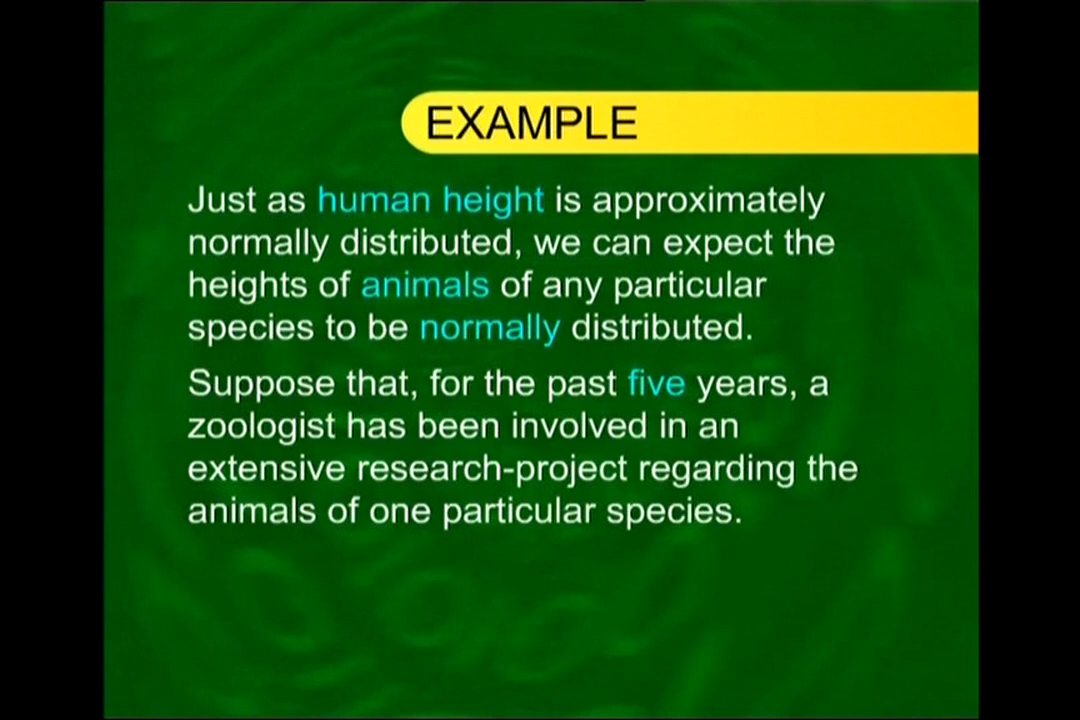 EXAMPLE
Just as human height is approximately
normally distributed, we can expect the
heights of animals of any particular
species to be normally distributed.
Suppose that, for the past five years, a
zoologist has been involved in an
extensive research-project regarding the
animals of one particular species.